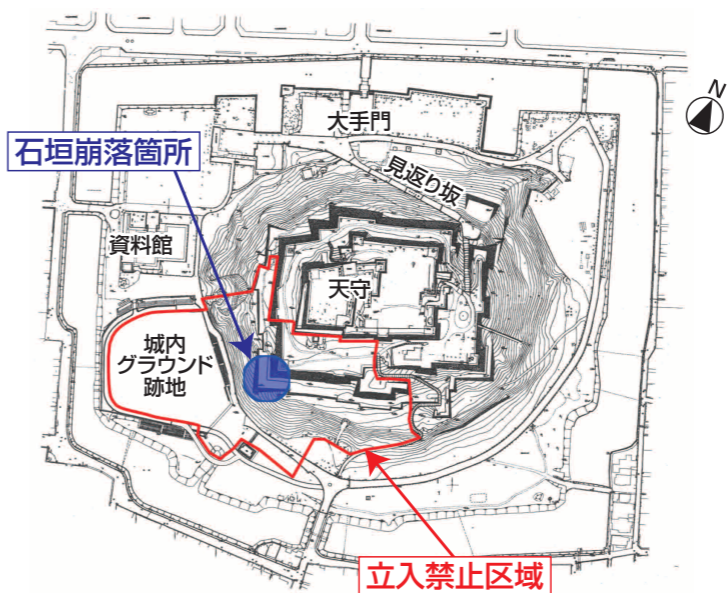 N
大手門
石垣崩落箇所
見返り坂
資料館
天守
城内
グラウンド
跡地
立入禁止区域